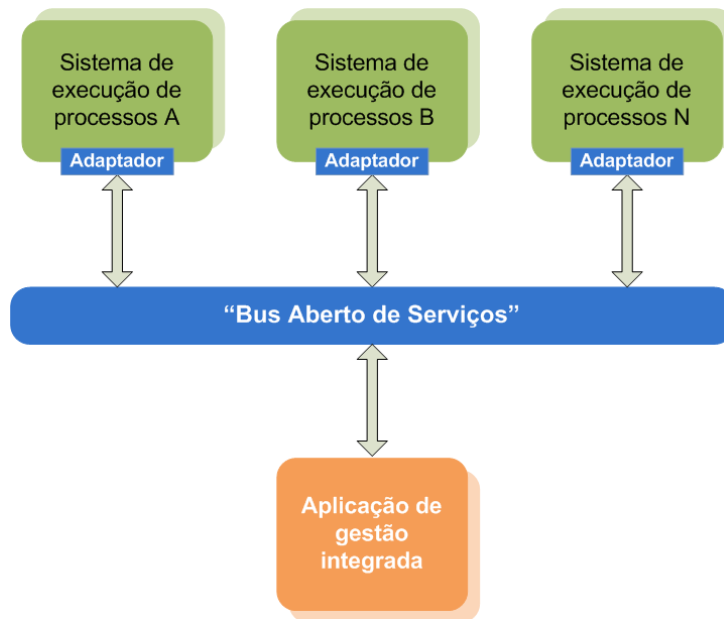 Sistema de
execução de
processos A
Adaptador
Sistema de
execução de
processos B
Adaptador
Sistema de
execução de
processos N
Adaptador
“Bus Aberto de Serviços”
Aplicação de
gestão
integrada